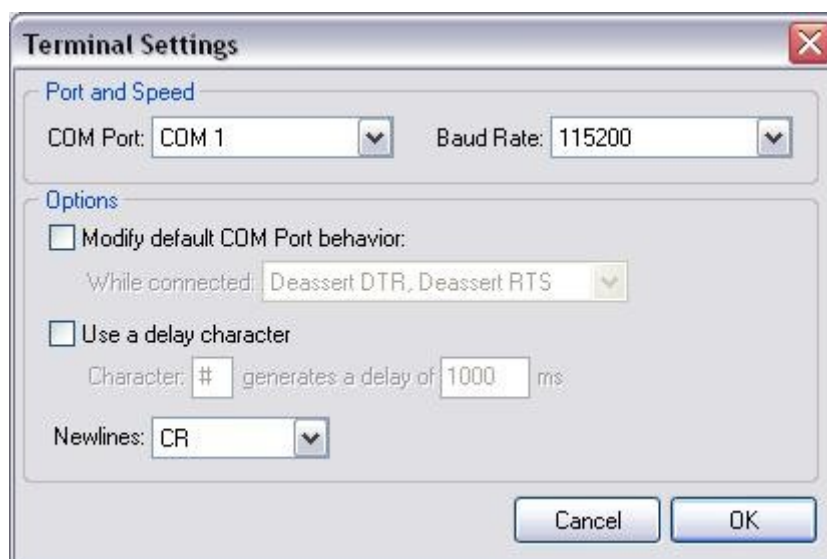 Terminal Settings
Port and Speed
COM Port: COM 1 Baud Rate: 115200
Options
Modify default COM Port behavior:
While connected: Deassert DTR, Deassert RTS
Use a delay character
Character: # generates a delay of 1000 ms
Newlines: CR
Cancel OK